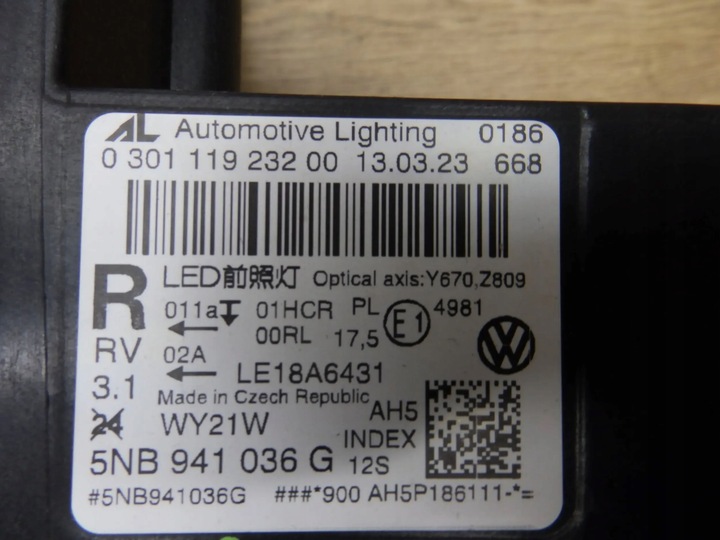 AL Automotive Lighting 0186
0 301 119 232 00 13.03.23 668
R LED前照灯 Optical axis:Y670,Z809
011a 01HCR PL E1 4981
00RL 17,5
RV 02A
3.1 LE18A6431
Made in Czech Republic
24 WY21W AH5
INDEX
5NB 941 036 G 12S
#5NB941036G ###*900 AH5P186111-*=